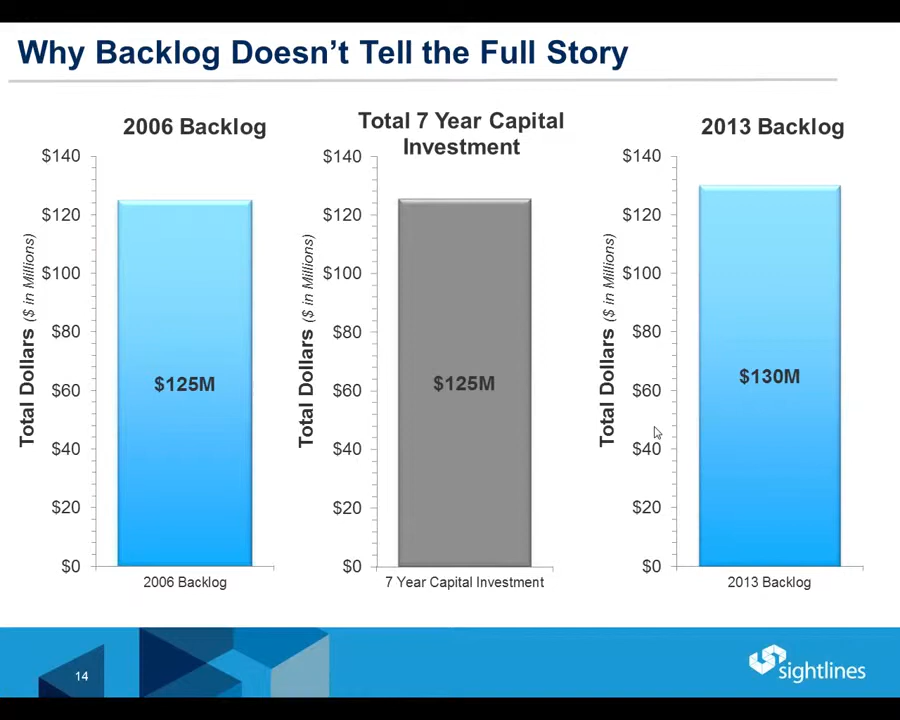 Why Backlog Doesn't Tell the Full Story
2006 Backlog
$140
$120
$100
$80
$60
$40
$20
$0
Total Dollars ($ in Millions)
$125M
2006 Backlog
Total 7 Year Capital
Investment
$140
$120
$100
$80
$60
$40
$20
$0
Total Dollars ($ in Millions)
$125M
7 Year Capital Investment
2013 Backlog
$140
$120
$100
$80
$60
$40
$20
$0
Total Dollars ($ in Millions)
$130M
2013 Backlog
14
sightlines